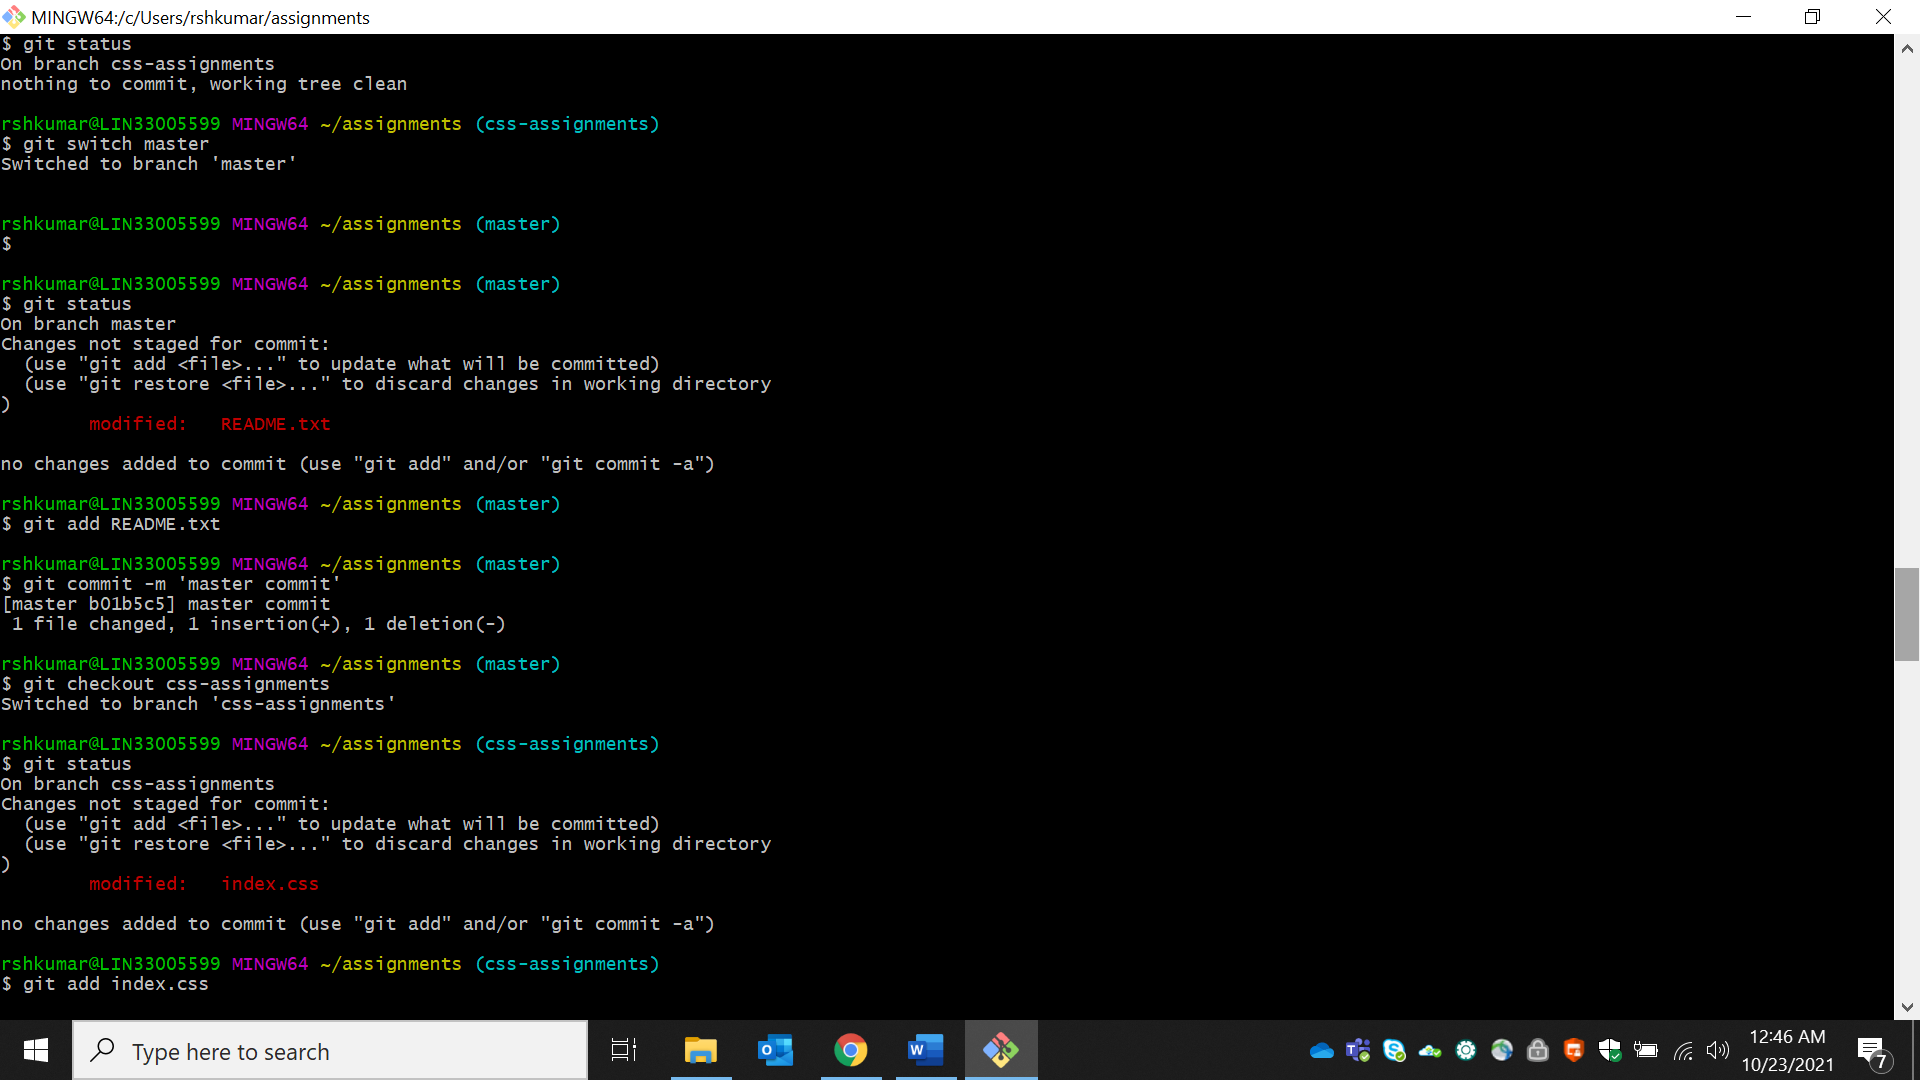 MINGW64:/c/Users/rshkumar/assignments
$ git status
On branch css-assignments
nothing to commit, working tree clean
rshkumar@LIN33005599 MINGW64 ~/assignments (css-assignments)
$ git switch master
Switched to branch 'master'
rshkumar@LIN33005599 MINGW64 ~/assignments (master)
$
rshkumar@LIN33005599 MINGW64 ~/assignments (master)
$ git status
On branch master
Changes not staged for commit:
  (use "git add <file>..." to update what will be committed)
  (use "git restore <file>..." to discard changes in working directory
)
        modified:   README.txt
no changes added to commit (use "git add" and/or "git commit -a")
rshkumar@LIN33005599 MINGW64 ~/assignments (master)
$ git add README.txt
rshkumar@LIN33005599 MINGW64 ~/assignments (master)
$ git commit -m 'master commit'
[master b01b5c5] master commit
 1 file changed, 1 insertion(+), 1 deletion(-)
rshkumar@LIN33005599 MINGW64 ~/assignments (master)
$ git checkout css-assignments
Switched to branch 'css-assignments'
rshkumar@LIN33005599 MINGW64 ~/assignments (css-assignments)
$ git status
On branch css-assignments
Changes not staged for commit:
  (use "git add <file>..." to update what will be committed)
  (use "git restore <file>..." to discard changes in working directory
)
        modified:   index.css
no changes added to commit (use "git add" and/or "git commit -a")
rshkumar@LIN33005599 MINGW64 ~/assignments (css-assignments)
$ git add index.css
Type here to search
12:46 AM
10/23/2021
7